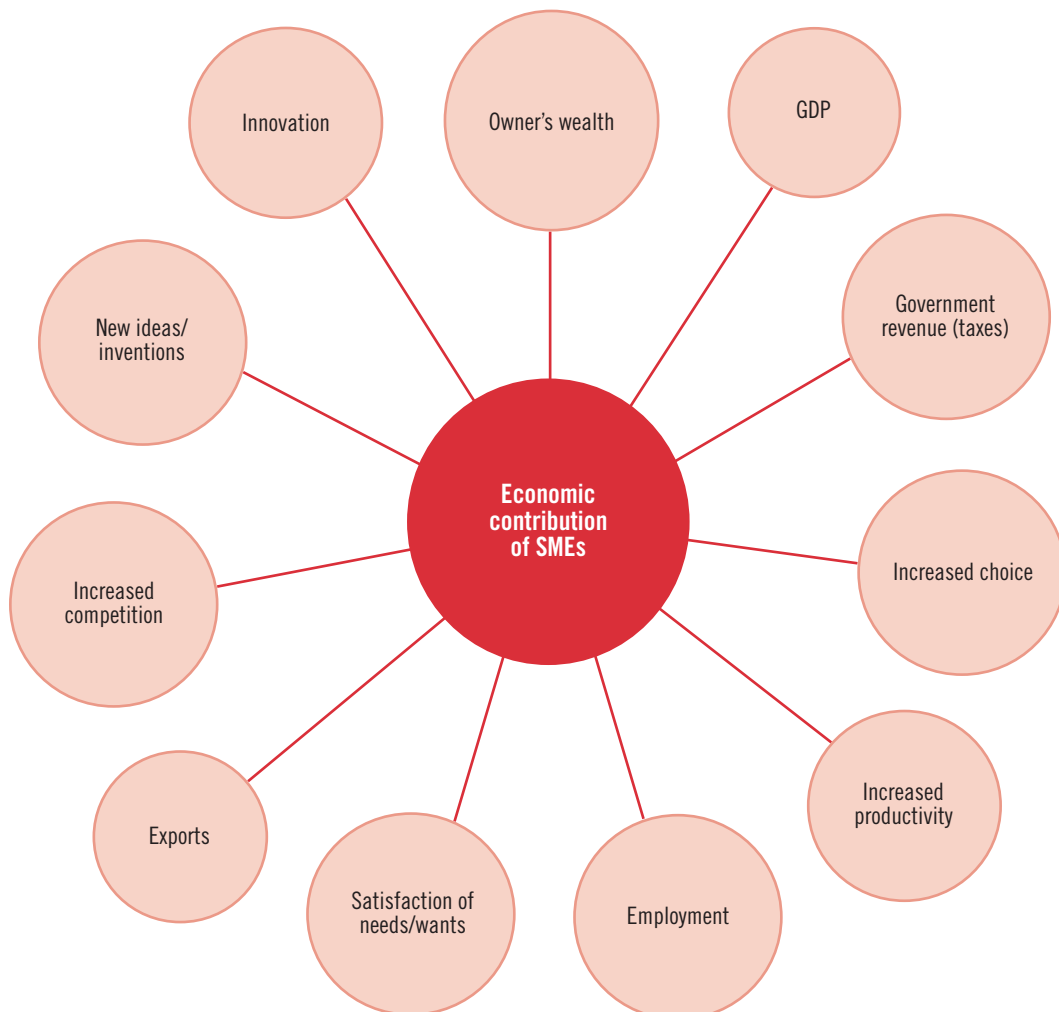 Innovation
Owner’s wealth
GDP
New ideas/
inventions
Government
revenue (taxes)
Economic
contribution
of SMEs
Increased
competition
Increased choice
Exports
Increased
productivity
Satisfaction of
needs/wants
Employment